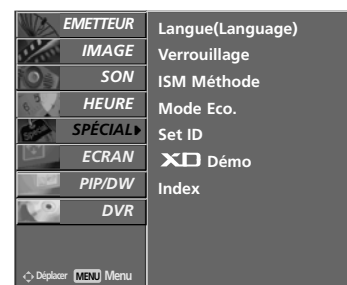 EMETTEUR
IMAGE
SON
HEURE
SPÉCIAL
ECRAN
PIP/DW
DVR
Déplacer MENU Menu
Langue(Language)
Verrouillage
ISM Méthode
Mode Eco.
Set ID
XD Démo
Index